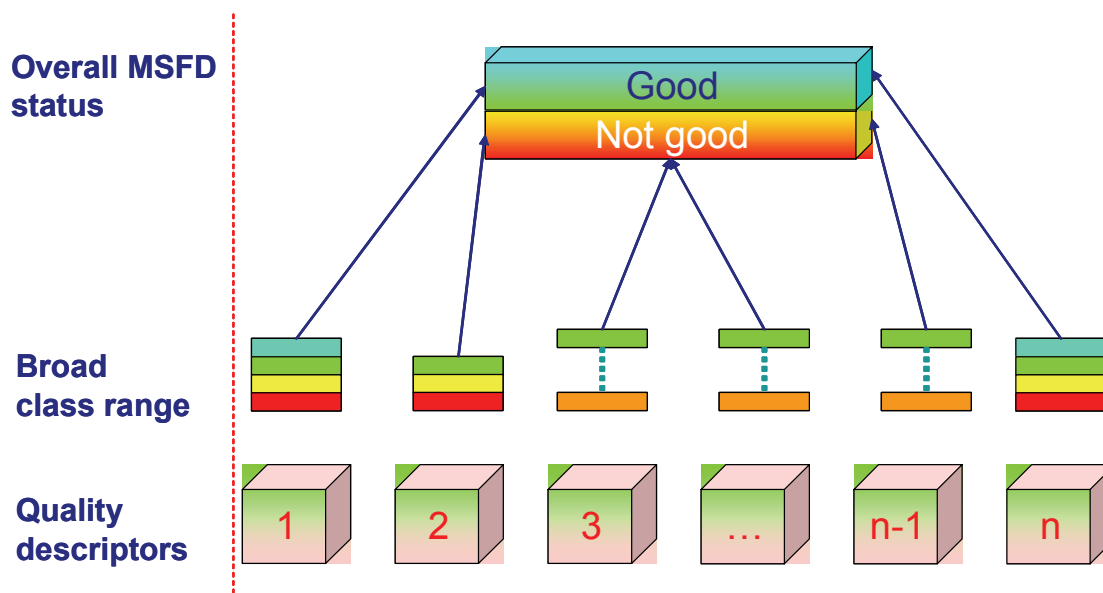 Overall MSFD
status
Good
Not good
Broad
class range
Quality
descriptors
1
2
3
...
n-1
n